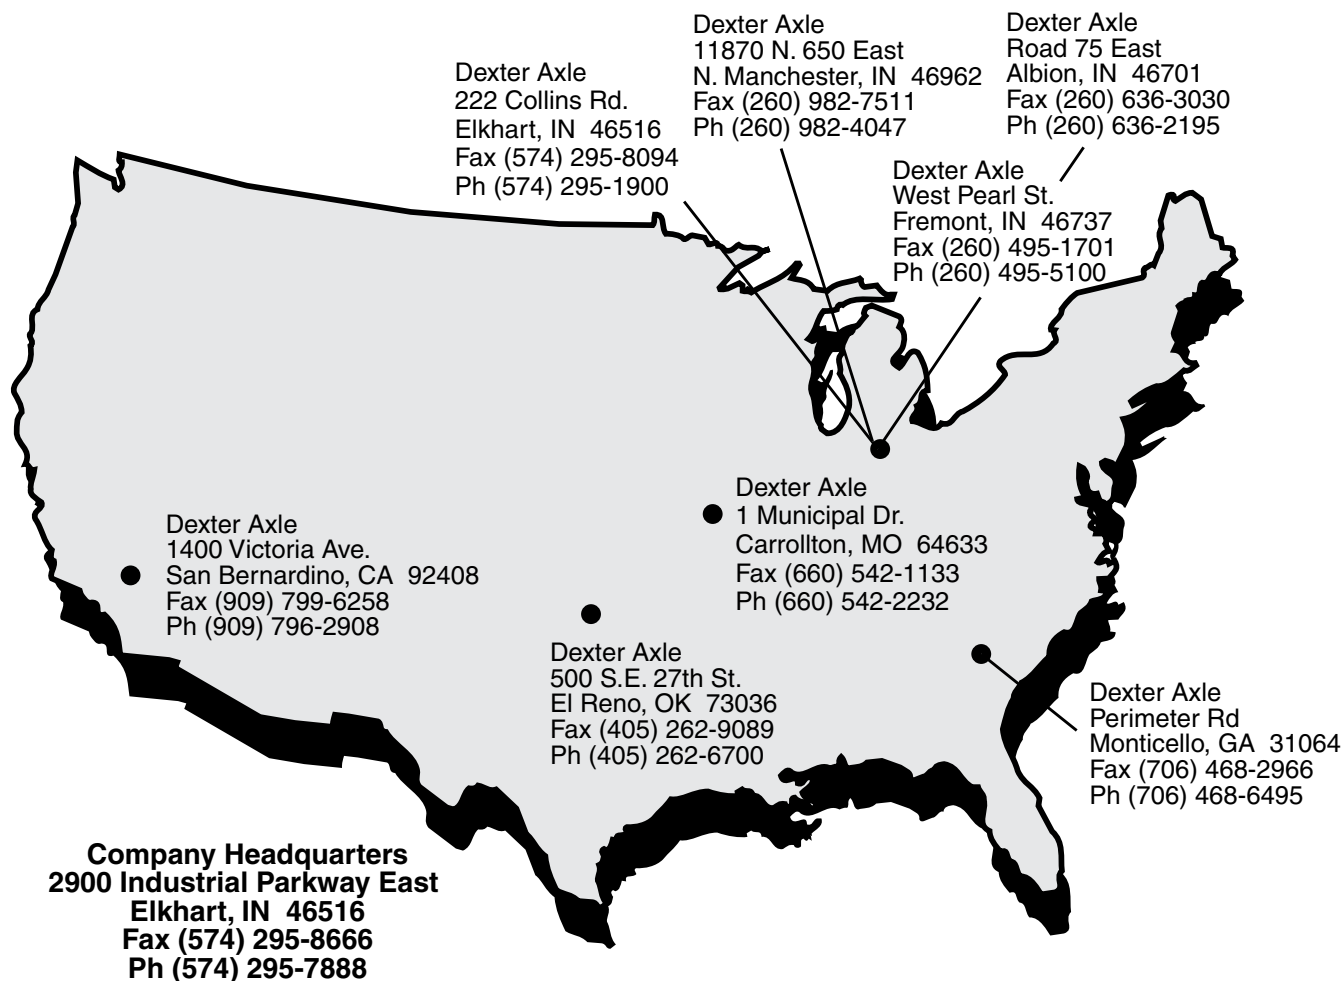 Dexter Axle
11870 N. 650 East
N. Manchester, IN 46962
Fax (260) 982-7511
Ph (260) 982-4047
Dexter Axle
Road 75 East
Albion, IN 46701
Fax (260) 636-3030
Ph (260) 636-2195
Dexter Axle
222 Collins Rd.
Elkhart, IN 46516
Fax (574) 295-8094
Ph (574) 295-1900
Dexter Axle
West Pearl St.
Fremont, IN 46737
Fax (260) 495-1701
Ph (260) 495-5100
Dexter Axle
1 Municipal Dr.
Carrollton, MO 64633
Fax (660) 542-1133
Ph (660) 542-2232
Dexter Axle
1400 Victoria Ave.
San Bernardino, CA 92408
Fax (909) 799-6258
Ph (909) 796-2908
Dexter Axle
500 S.E. 27th St.
El Reno, OK 73036
Fax (405) 262-9089
Ph (405) 262-6700
Dexter Axle
Perimeter Rd
Monticello, GA 31064
Fax (706) 468-2966
Ph (706) 468-6495
Company Headquarters
2900 Industrial Parkway East
Elkhart, IN 46516
Fax (574) 295-8666
Ph (574) 295-7888